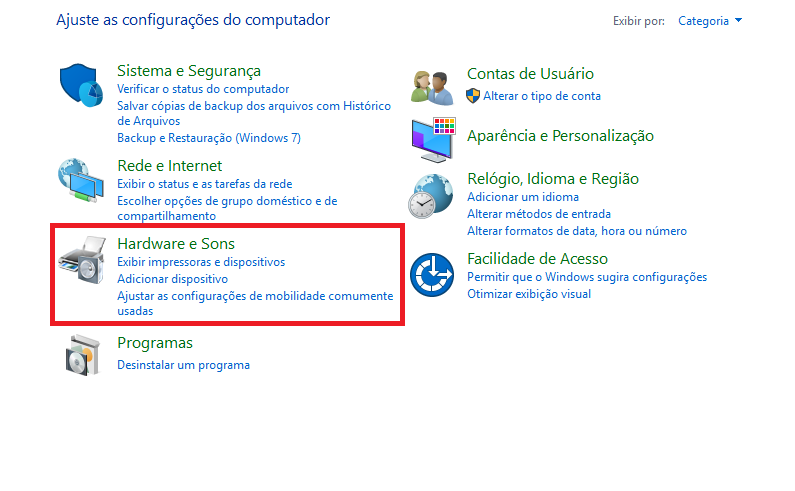 Ajuste as configurações do computador
Exibir por: Categoria
Sistema e Segurança
Verificar o status do computador
Salvar cópias de backup dos arquivos com Histórico
de Arquivos
Backup e Restauração (Windows 7)
Rede e Internet
Exibir o status e as tarefas da rede
Escolher opções de grupo doméstico e de
compartilhamento
Hardware e Sons
Exibir impressoras e dispositivos
Adicionar dispositivo
Ajustar as configurações de mobilidade comumente
usadas
Programas
Desinstalar um programa
Contas de Usuário
Alterar o tipo de conta
Aparência e Personalização
Relógio, Idioma e Região
Adicionar um idioma
Alterar métodos de entrada
Alterar formatos de data, hora ou número
Facilidade de Acesso
Permitir que o Windows sugira configurações
Otimizar exibição visual